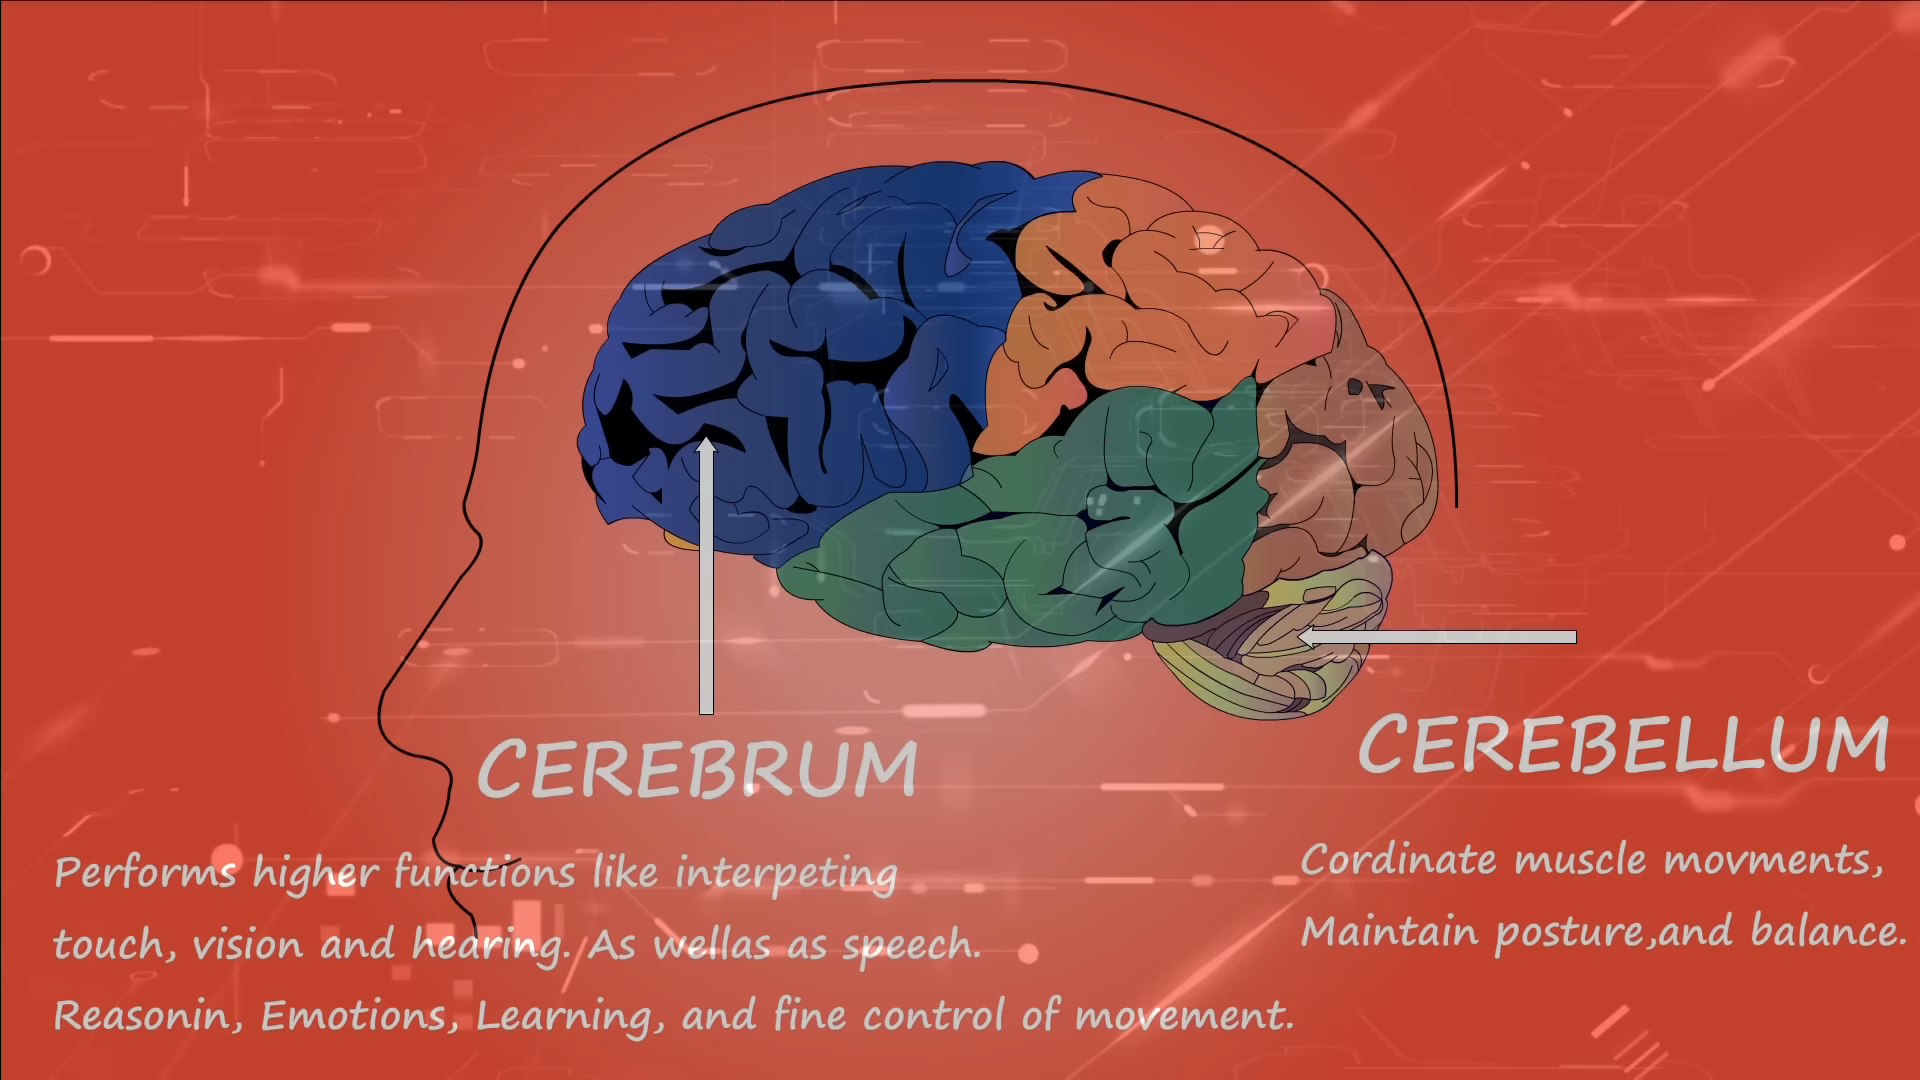 CEREBRUM
Performs higher functions like interpeting
touch, vision and hearing. As wellas as speech.
Reasonin, Emotions, Learning, and fine control of movement.
CEREBELLUM
Cordinate muscle movments,
Maintain posture,and balance.